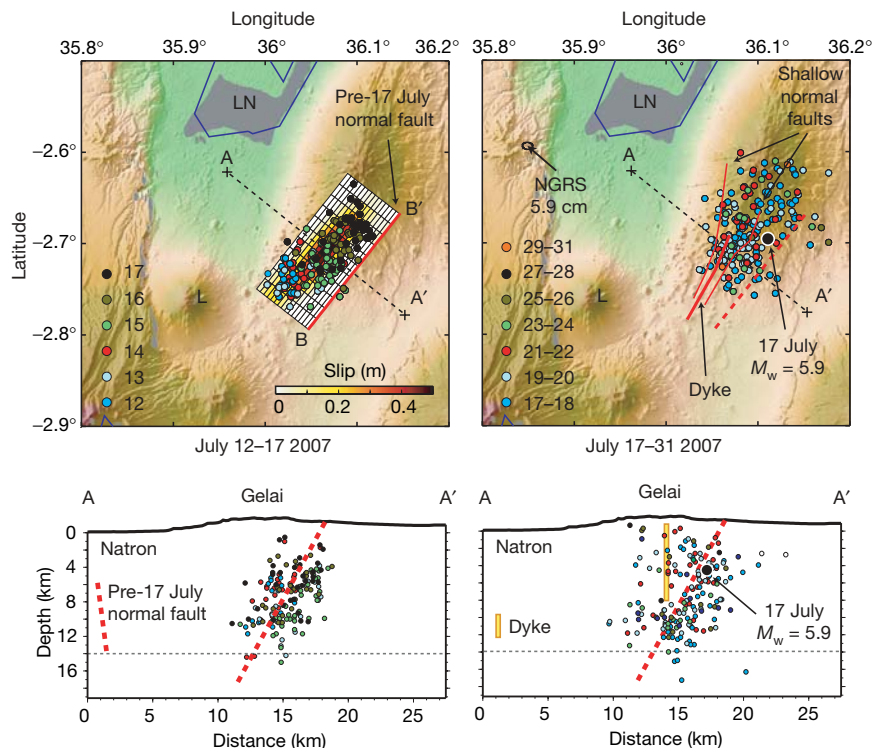 Longitude
35.8° 35.9° 36° 36.1° 36.2°
Latitude
−2.6°
−2.7°
−2.8°
−2.9°
LN
Pre-17 July
normal fault
A
B′
A′
B
L
17
16
15
14
13
12
Slip (m)
0 0.2 0.4
July 12–17 2007
Longitude
35.8° 35.9° 36° 36.1° 36.2°
LN
Shallow
normal
faults
A
NGRS
5.9 cm
29–31
27–28
25–26
23–24
21–22
19–20
17–18
L
A′
17 July
Mw = 5.9
Dyke
July 17–31 2007
A Gelai A′
Depth (km)
0
4
8
12
16
Natron
Pre-17 July
normal fault
0 5 10 15 20 25
Distance (km)
A Gelai A′
Natron
Dyke
17 July
Mw = 5.9
0 5 10 15 20 25
Distance (km)